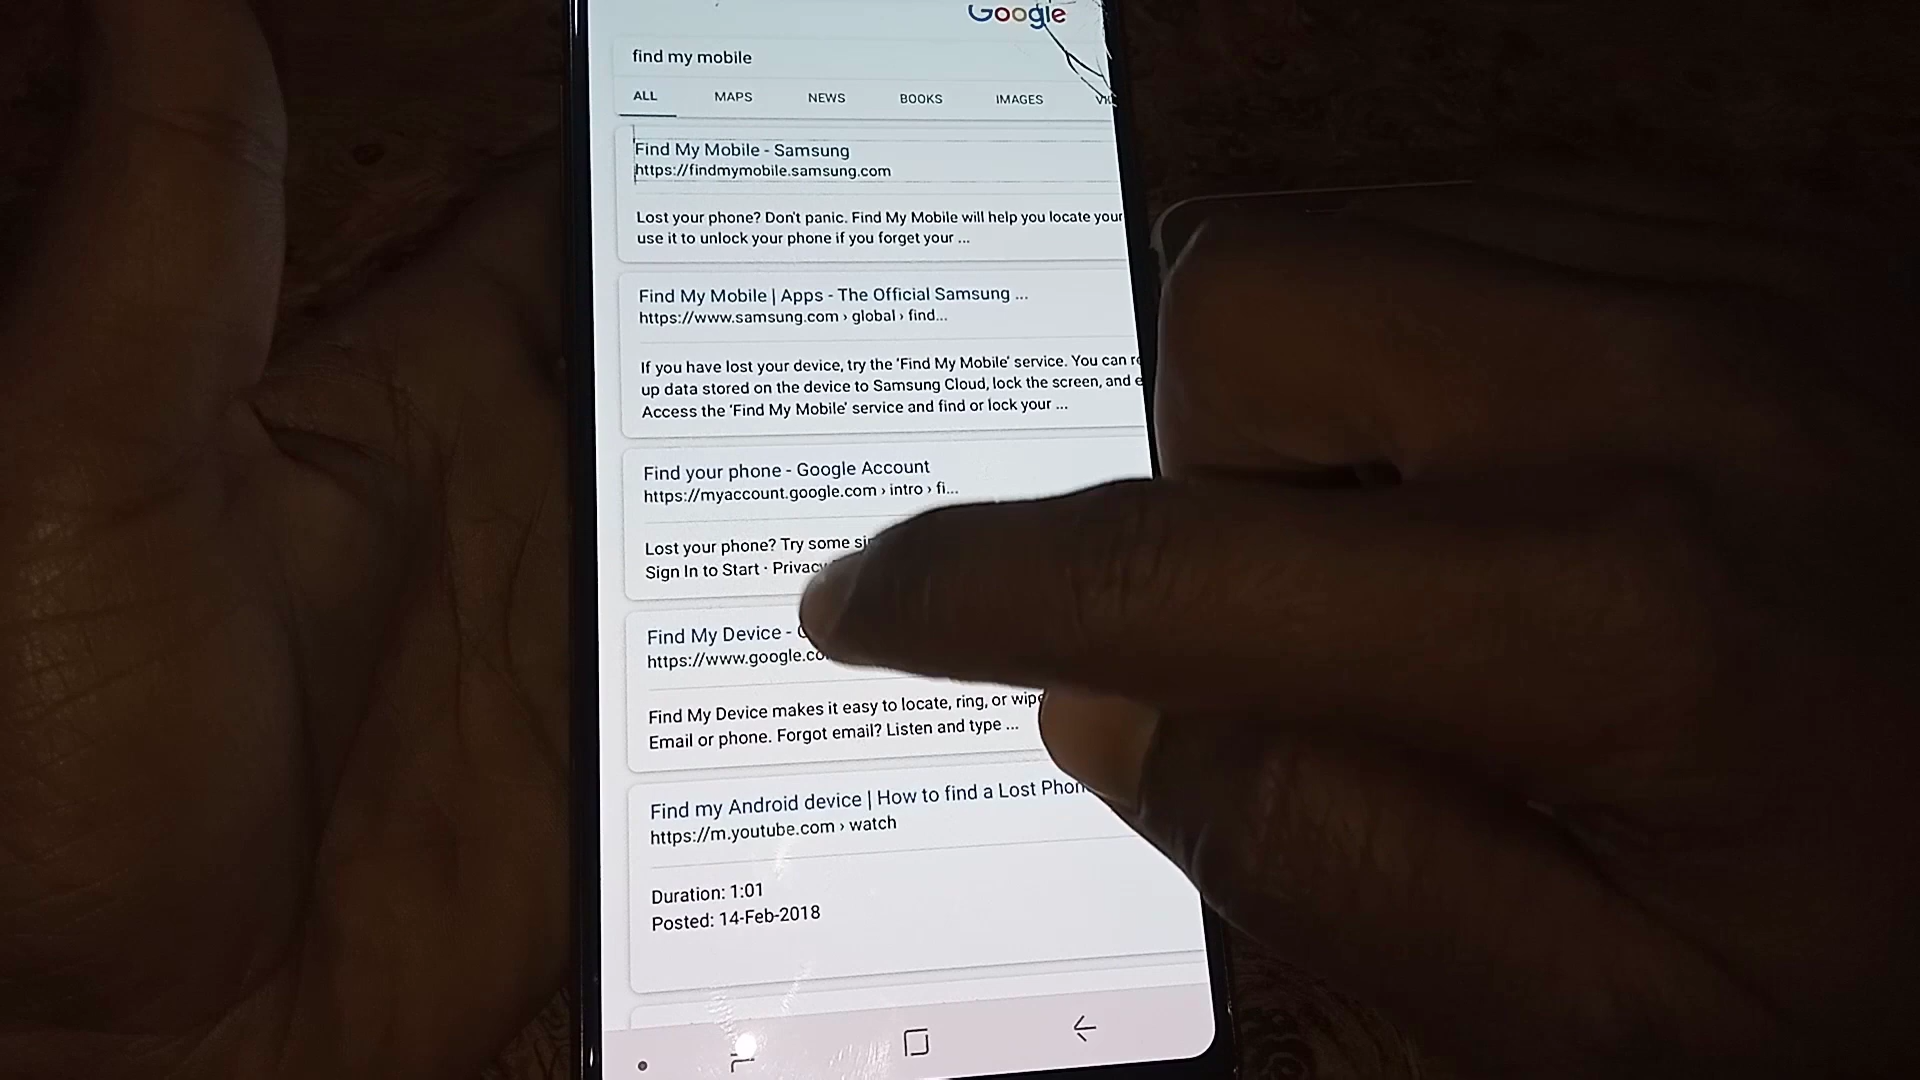 Google
find my mobile
ALL MAPS NEWS BOOKS IMAGES
Find My Mobile - Samsung
https://findmymobile.samsung.com
Lost your phone? Don't panic. Find My Mobile will help you locate your
use it to unlock your phone if you forget your ...
Find My Mobile | Apps - The Official Samsung ...
https://www.samsung.com › global › find...
If you have lost your device, try the 'Find My Mobile' service. You can
up data stored on the device to Samsung Cloud, lock the screen, and
Access the 'Find My Mobile' service and find or lock your ...
Find your phone - Google Account
https://myaccount.google.com › intro › fi...
Lost your phone? Try some
Sign In to Start · Privacy
Find My Device -
https://www.google.co
Find My Device makes it easy to locate, ring, or wipe
Email or phone. Forgot email? Listen and type ...
Find my Android device | How to find a Lost Phon
https://m.youtube.com › watch
Duration: 1:01
Posted: 14-Feb-2018